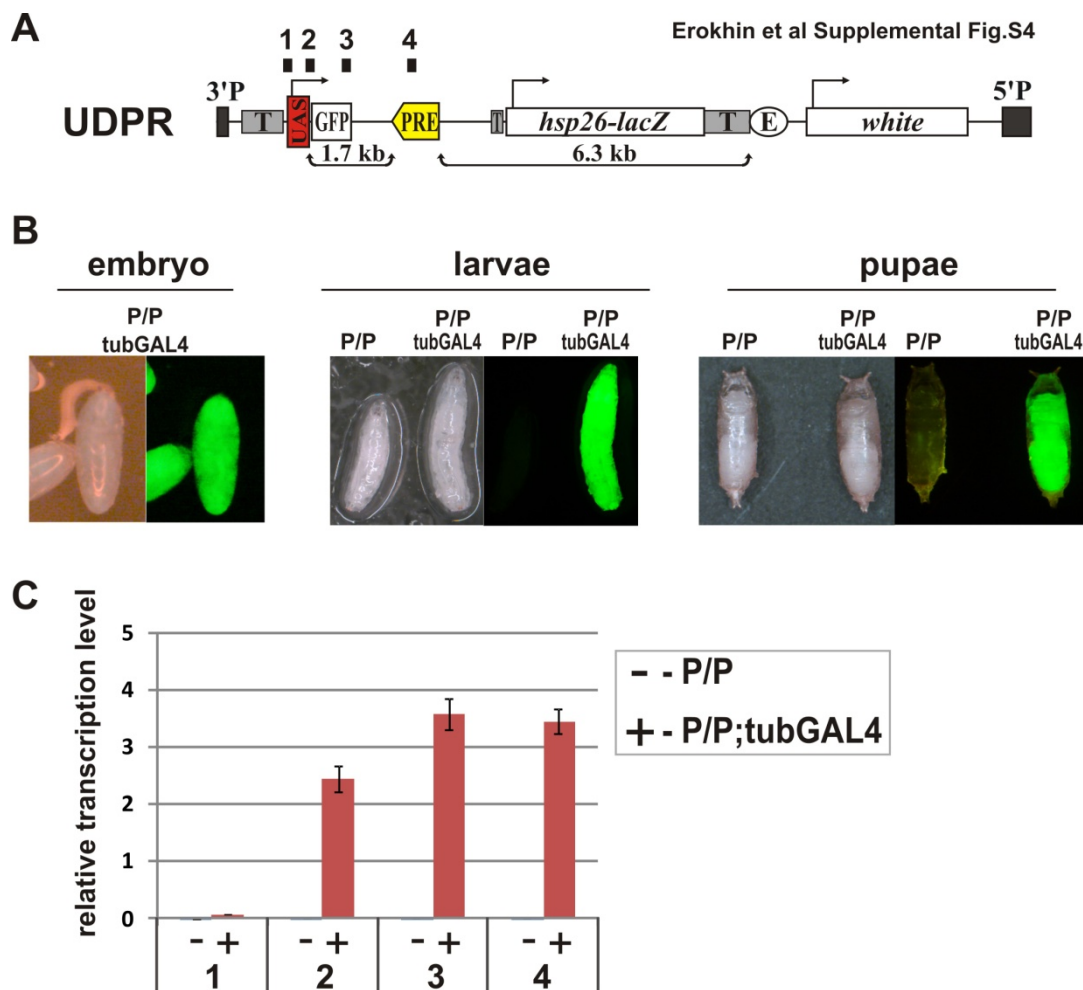 A
Erokhin et al Supplemental Fig.S4
1 2 3 4
UDPR
3'P T UAS GFP PRE T hsp26-lacZ T E white 5'P
1.7 kb 6.3 kb
B
embryo larvae pupae
P/P
tubGAL4
P/P P/P
tubGAL4 P/P P/P
tubGAL4
P/P P/P
tubGAL4 P/P
tubGAL4
C
relative transcription level
5
4
3
2
1
0
- + - + - + - +
1 2 3 4
- - P/P
+ - P/P;tubGAL4